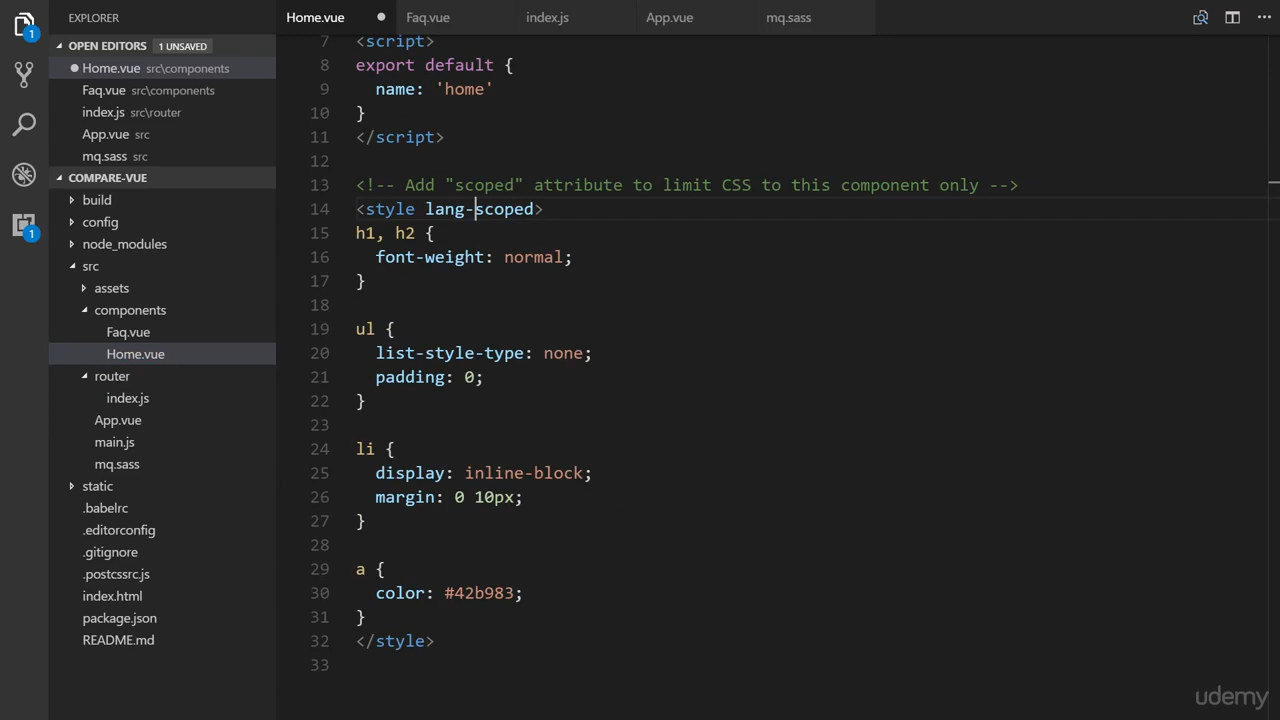 EXPLORER
OPEN EDITORS 1 UNSAVED
Home.vue src\components
Faq.vue src\components
index.js src\router
App.vue src
mq.sass src
COMPARE-VUE
build
config
node_modules
src
assets
components
Faq.vue
Home.vue
router
index.js
App.vue
main.js
mq.sass
static
.babelrc
.editorconfig
.gitignore
.postcssrc.js
index.html
package.json
README.md
1
1
Home.vue Faq.vue index.js App.vue mq.sass
7 <script>
8 export default {
9 name: 'home'
10 }
11 </script>
12
13 <!-- Add "scoped" attribute to limit CSS to this component only -->
14 <style lang-scoped>
15 h1, h2 {
16 font-weight: normal;
17 }
18
19 ul {
20 list-style-type: none;
21 padding: 0;
22 }
23
24 li {
25 display: inline-block;
26 margin: 0 10px;
27 }
28
29 a {
30 color: #42b983;
31 }
32 </style>
33
udemy